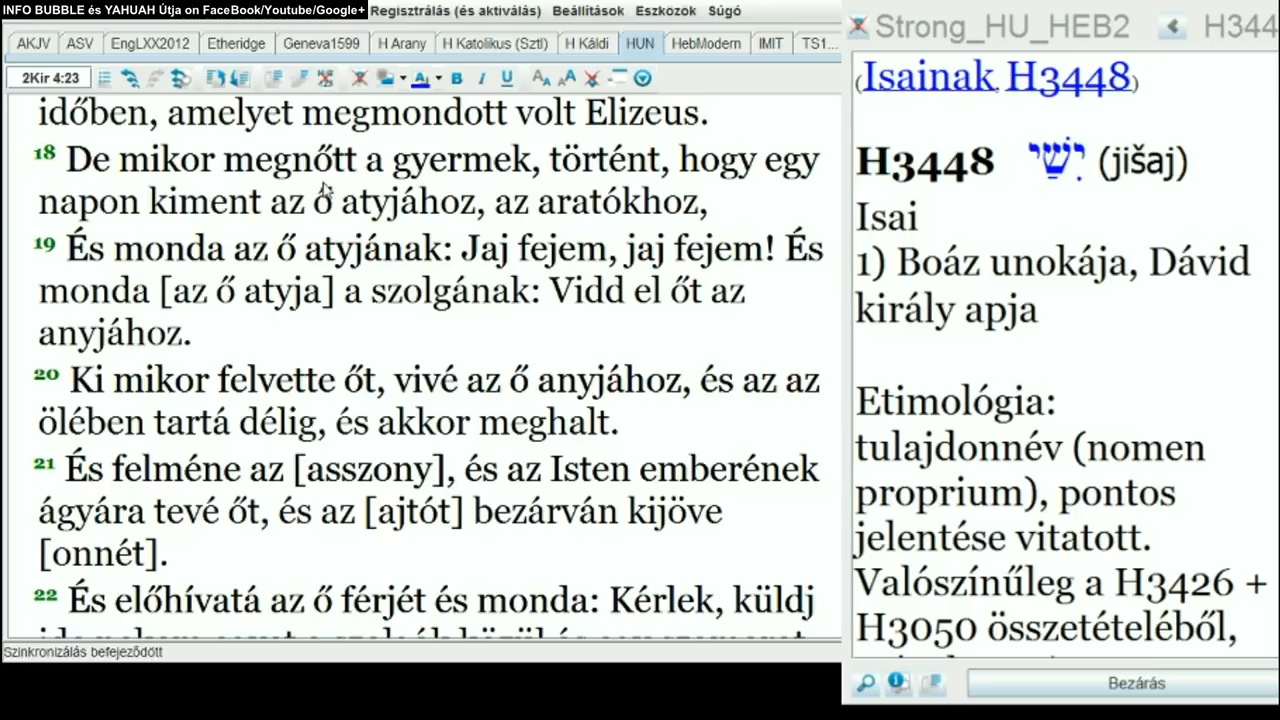 INFO BUBBLE és YAHUAH Útja on FaceBook/Youtube/Google+ Regisztrálás (és aktiválás) Beállítások Eszközök Súgó
AKJV ASV EngLXX2012 Etheridge Geneva1599 H Arany H Katolikus (Sztl) H Káldi HUN HebModern IMIT TS1...
2Kir 4:23
időben, amelyet megmondott volt Elizeus.
18 De mikor megnőtt a gyermek, történt, hogy egy
napon kiment az ő atyjához, az aratókhoz,
19 És monda az ő atyjának: Jaj fejem, jaj fejem! És
monda [az ő atyja] a szolgának: Vidd el őt az
anyjához.
20 Ki mikor felvette őt, vivé az ő anyjához, és az az
ölében tartá délig, és akkor meghalt.
21 És felméne az [asszony], és az Isten emberének
ágyára tevé őt, és az [ajtót] bezárván kijöve
[onnét].
22 És előhívatá az ő férjét és monda: Kérlek, küldj
Szinkronizálás befejeződött
Strong_HU_HEB2 H344
(Isainak, H3448)
H3448 יִשַׁי (jišaj)
Isai
1) Boáz unokája, Dávid
király apja
Etimológia:
tulajdonnév (nomen
proprium), pontos
jelentése vitatott.
Valószínűleg a H3426 +
H3050 összetételéből,
Bezárás